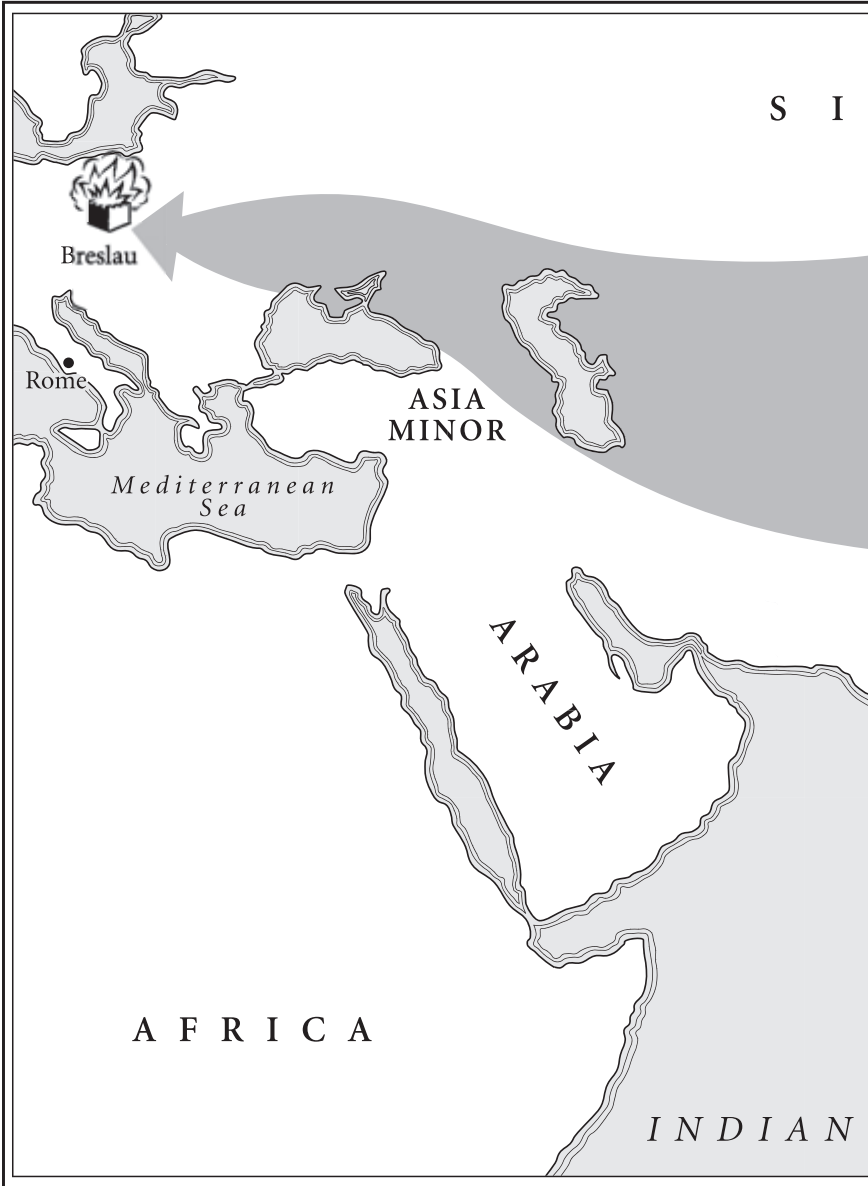 S I
Breslau
Rome
ASIA
MINOR
Mediterranean
Sea
ARABIA
AFRICA
INDIAN